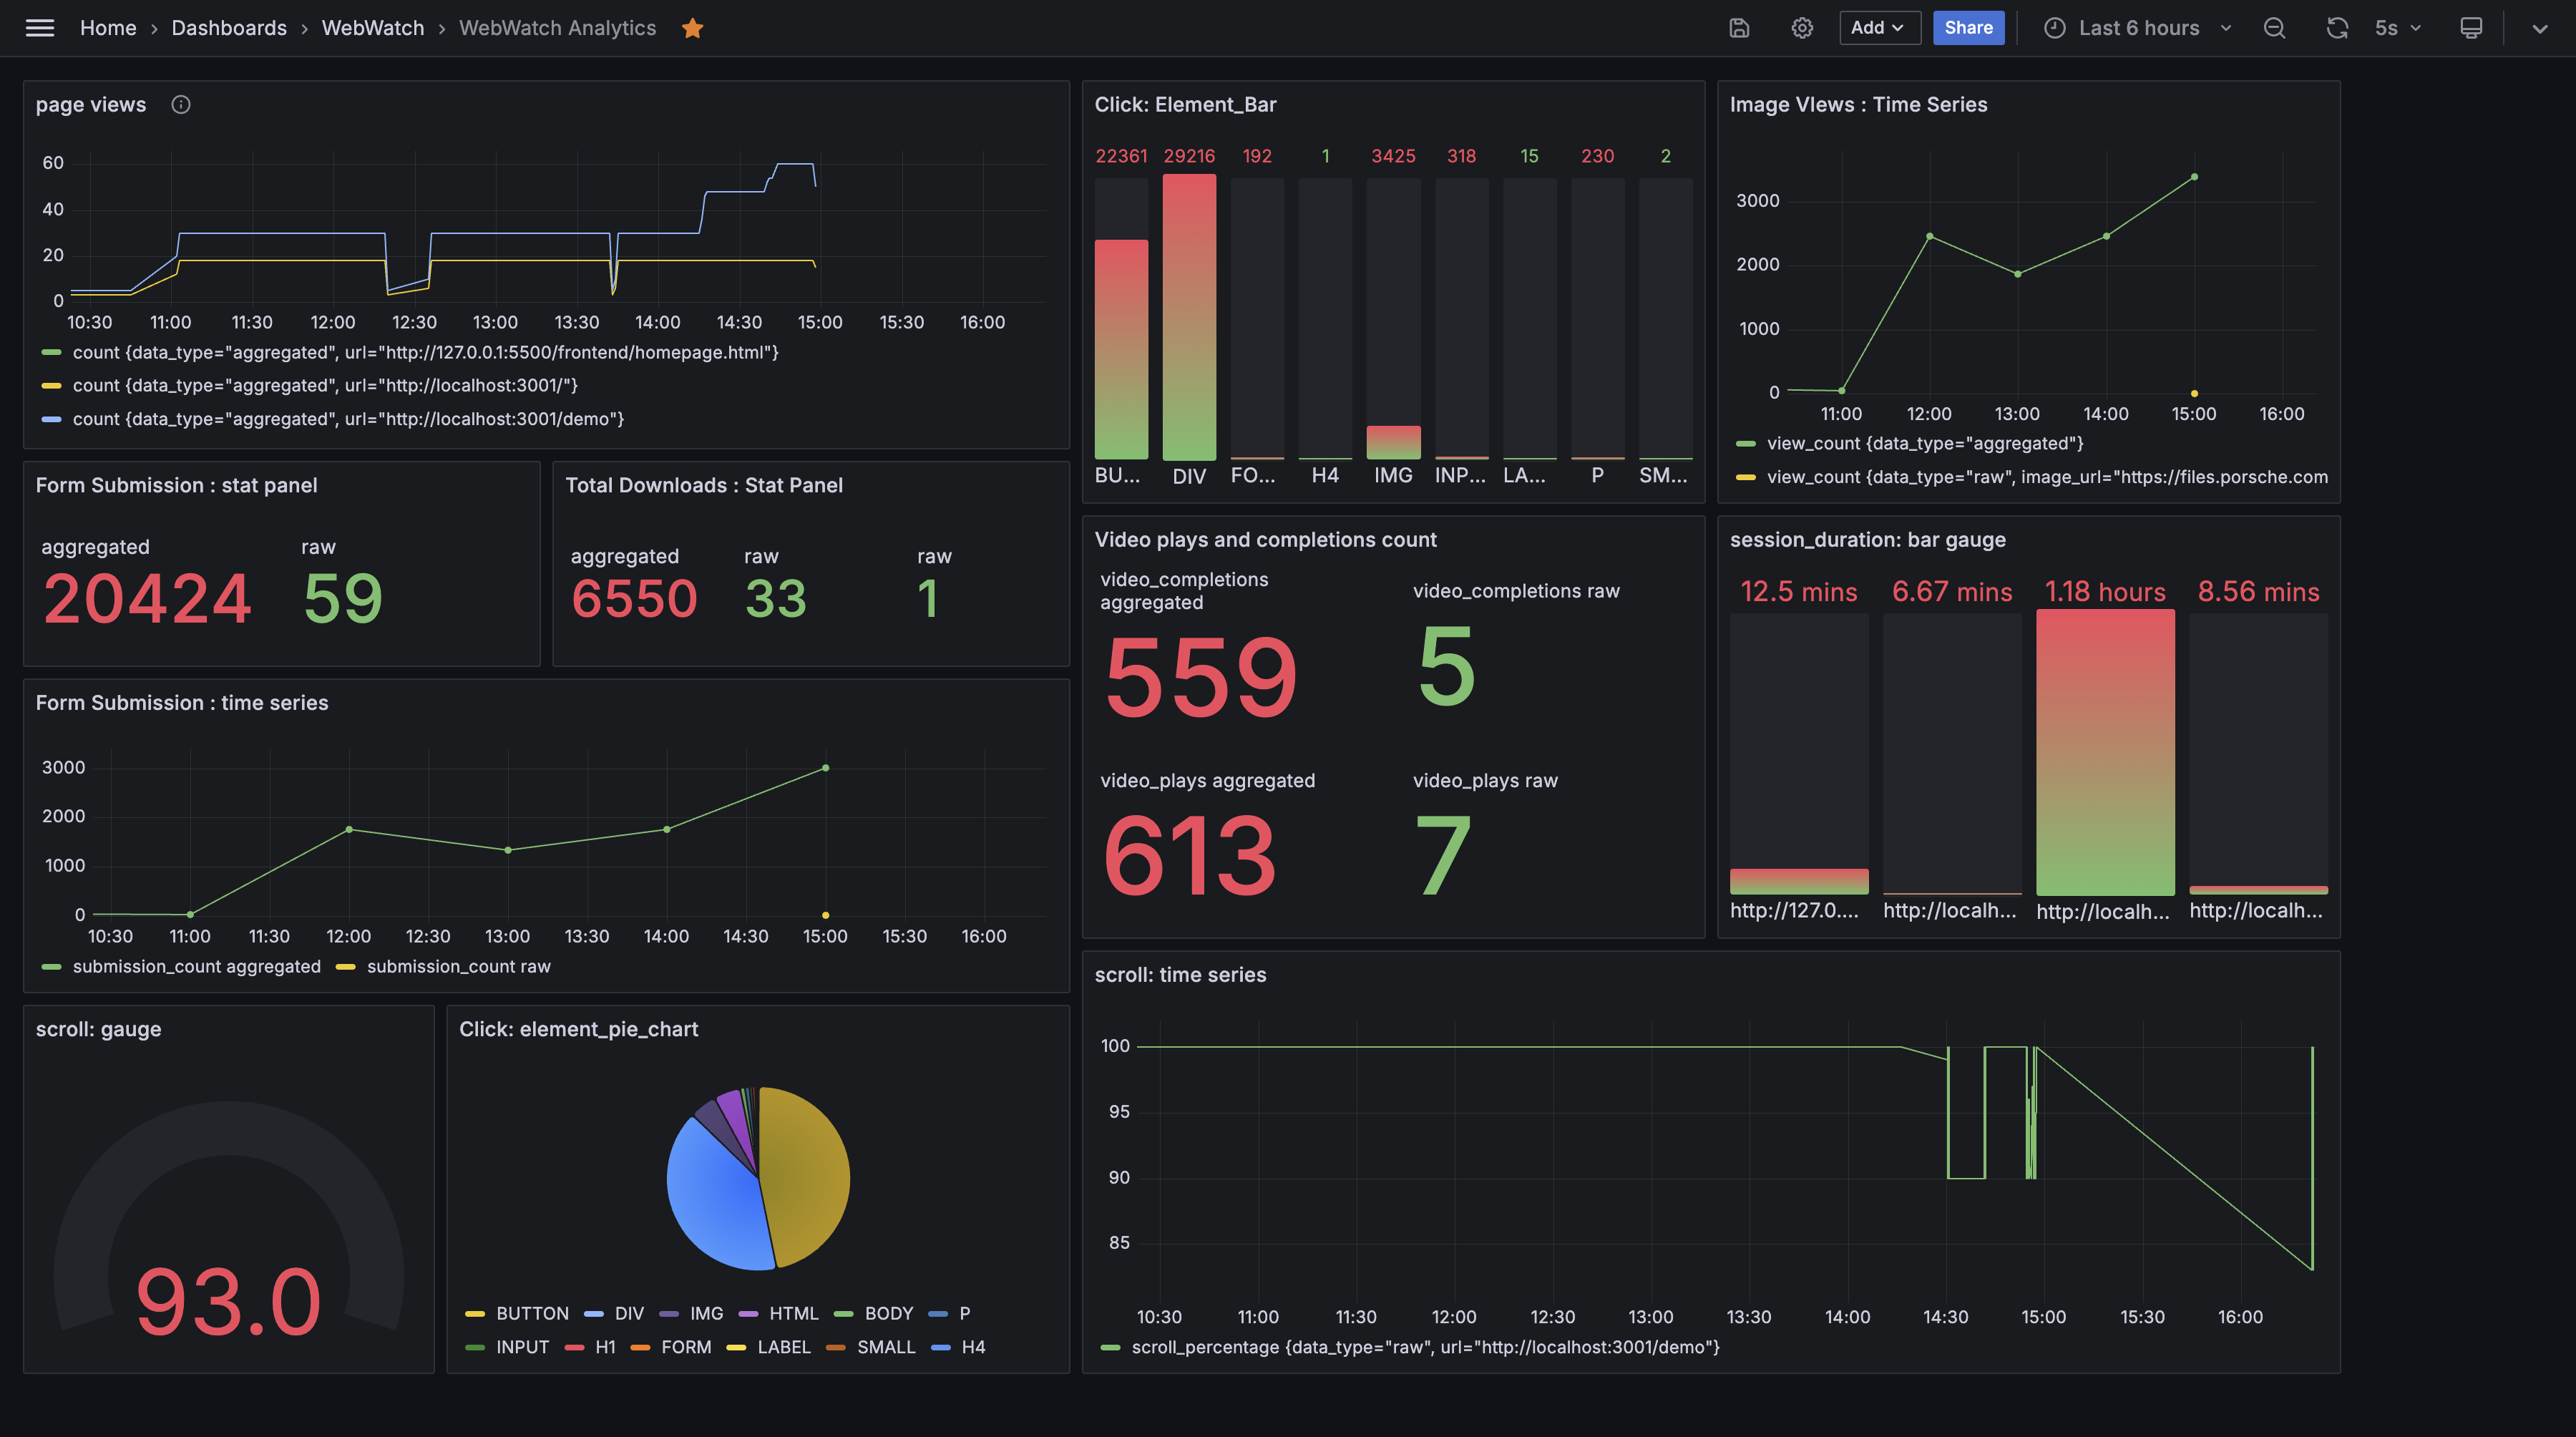 Home › Dashboards › WebWatch › WebWatch Analytics
Add
Share
Last 6 hours
5s
page views
60
40
20
0
10:30 11:00 11:30 12:00 12:30 13:00 13:30 14:00 14:30 15:00 15:30 16:00
count {data_type="aggregated", url="http://127.0.0.1:5500/frontend/homepage.html"}
count {data_type="aggregated", url="http://localhost:3001/"}
count {data_type="aggregated", url="http://localhost:3001/demo"}
Click: Element_Bar
22361 29216 192 1 3425 318 15 230 2
BU... DIV FO... H4 IMG INP... LA... P SM...
Image VIews : Time Series
3000
2000
1000
0
11:00 12:00 13:00 14:00 15:00 16:00
view_count {data_type="aggregated"}
view_count {data_type="raw", image_url="https://files.porsche.com
Form Submission : stat panel
aggregated raw
20424 59
Total Downloads : Stat Panel
aggregated raw raw
6550 33 1
Video plays and completions count
video_completions
aggregated
559
video_completions raw
5
video_plays aggregated
613
video_plays raw
7
session_duration: bar gauge
12.5 mins 6.67 mins 1.18 hours 8.56 mins
http://127.0.... http://localh... http://localh... http://localh...
Form Submission : time series
3000
2000
1000
0
10:30 11:00 11:30 12:00 12:30 13:00 13:30 14:00 14:30 15:00 15:30 16:00
submission_count aggregated submission_count raw
scroll: gauge
93.0
Click: element_pie_chart
BUTTON DIV IMG HTML BODY P
INPUT H1 FORM LABEL SMALL H4
scroll: time series
100
95
90
85
10:30 11:00 11:30 12:00 12:30 13:00 13:30 14:00 14:30 15:00 15:30 16:00
scroll_percentage {data_type="raw", url="http://localhost:3001/demo"}